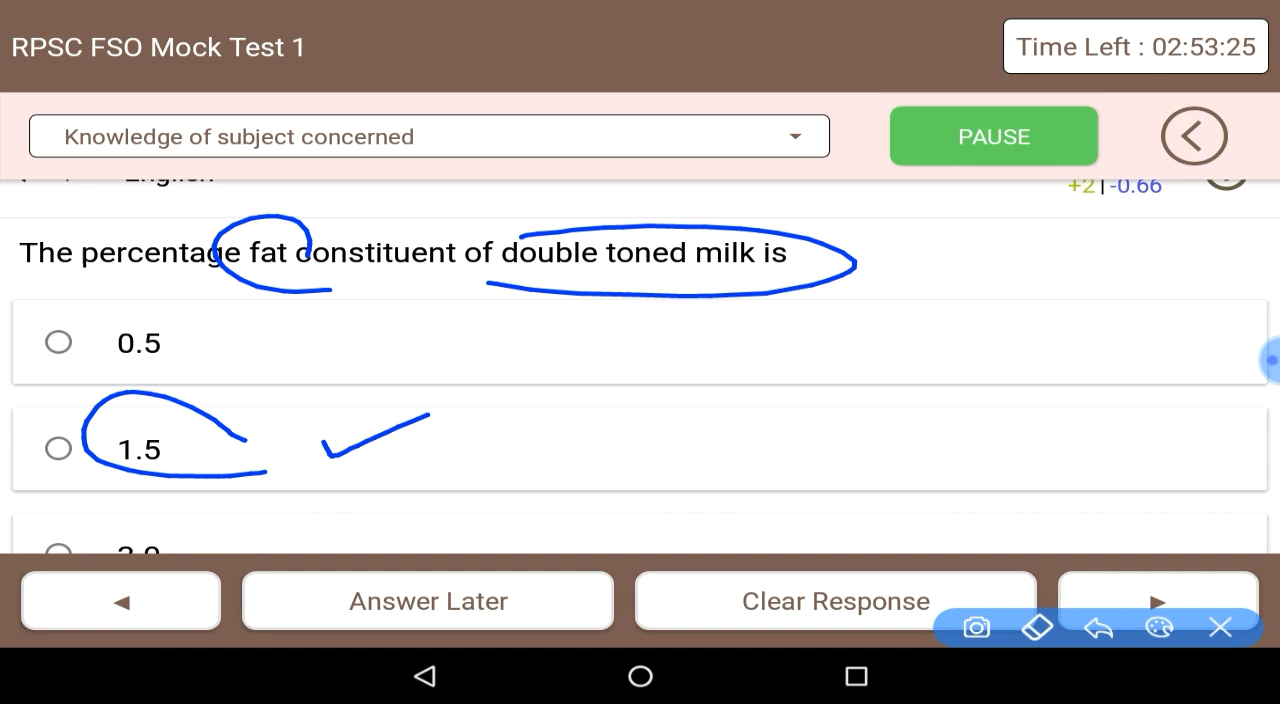 RPSC FSO Mock Test 1
Time Left : 02:53:25
Knowledge of subject concerned
PAUSE
English
+2 | -0.66
The percentage fat constituent of double toned milk is
0.5
1.5
Answer Later
Clear Response